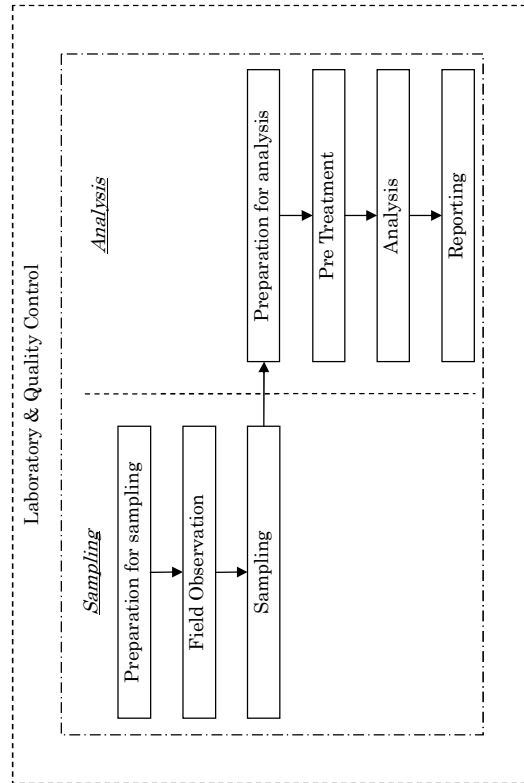 Laboratory & Quality Control
Sampling
Preparation for sampling
Field Observation
Sampling
Analysis
Preparation for analysis
Pre Treatment
Analysis
Reporting